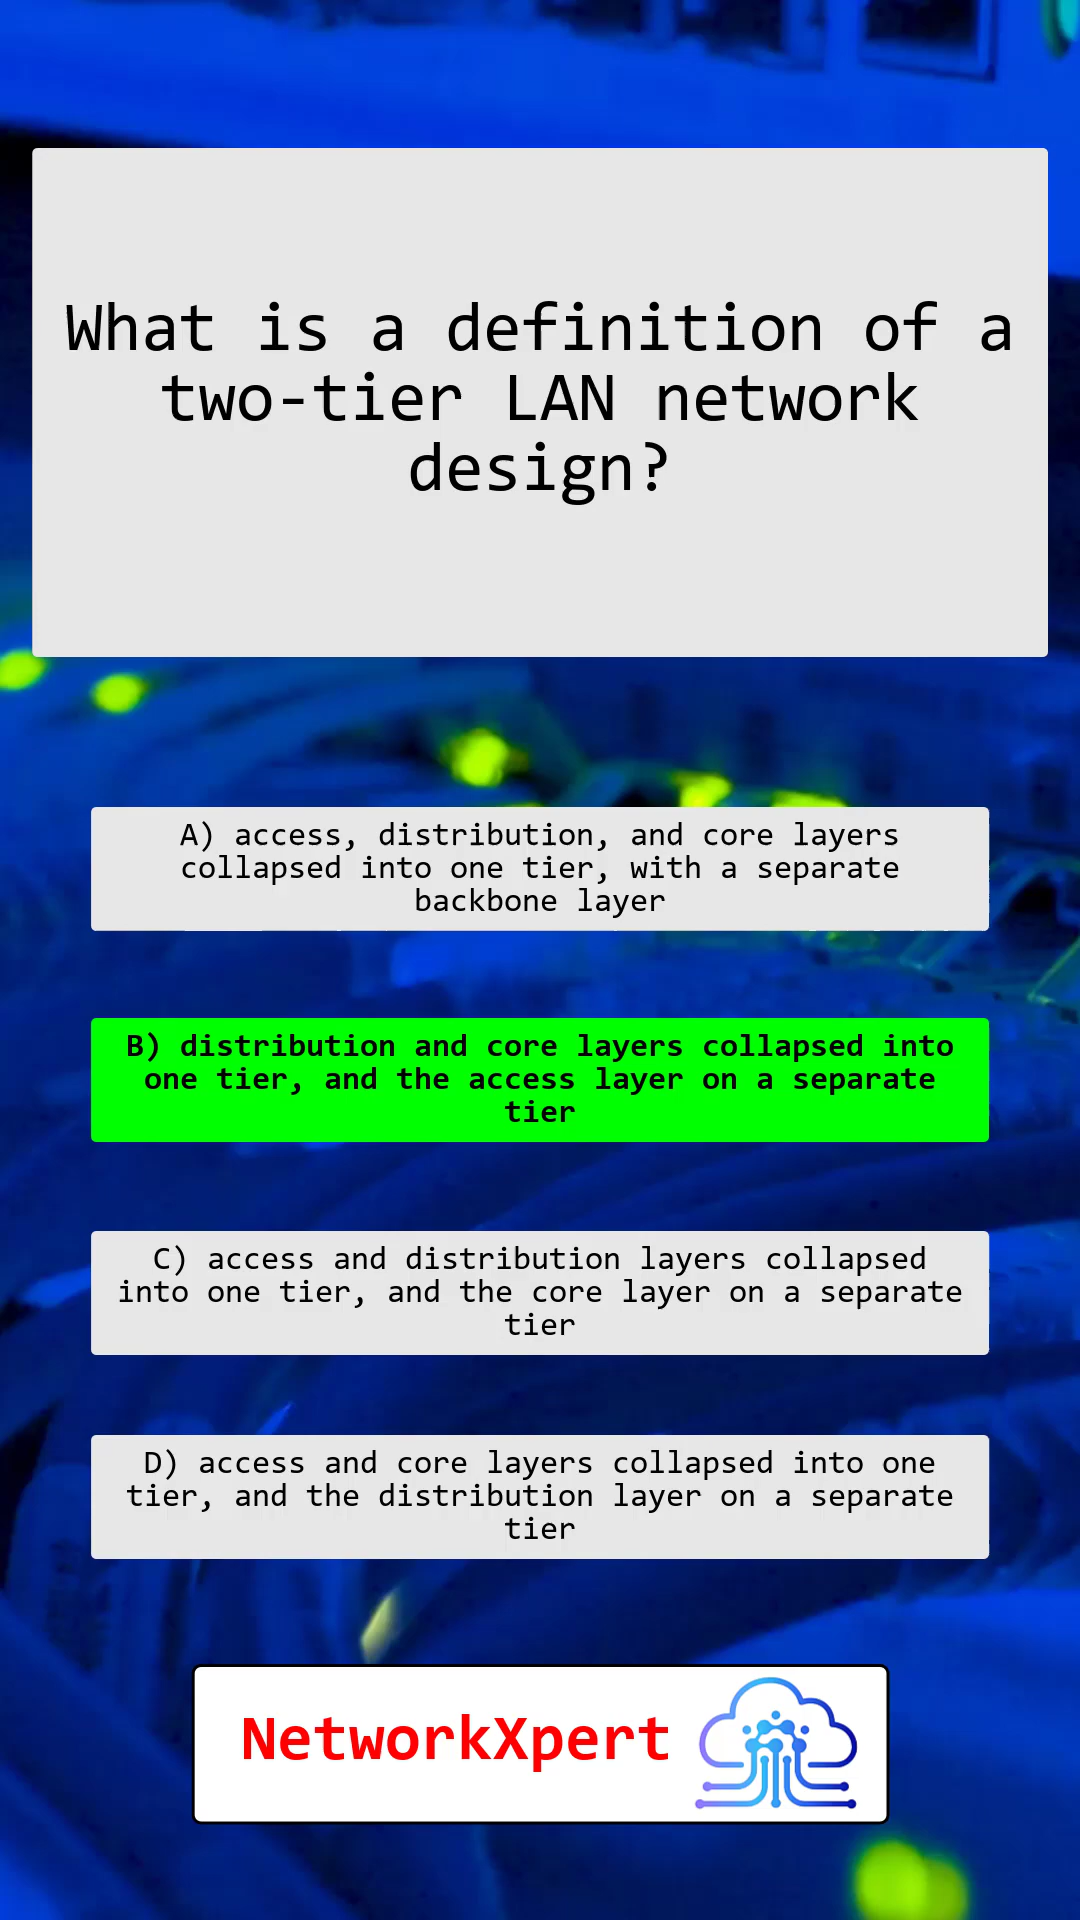 What is a definition of a
two-tier LAN network
design?
A) access, distribution, and core layers
collapsed into one tier, with a separate
backbone layer
B) distribution and core layers collapsed into
one tier, and the access layer on a separate
tier
C) access and distribution layers collapsed
into one tier, and the core layer on a separate
tier
D) access and core layers collapsed into one
tier, and the distribution layer on a separate
tier
NetworkXpert